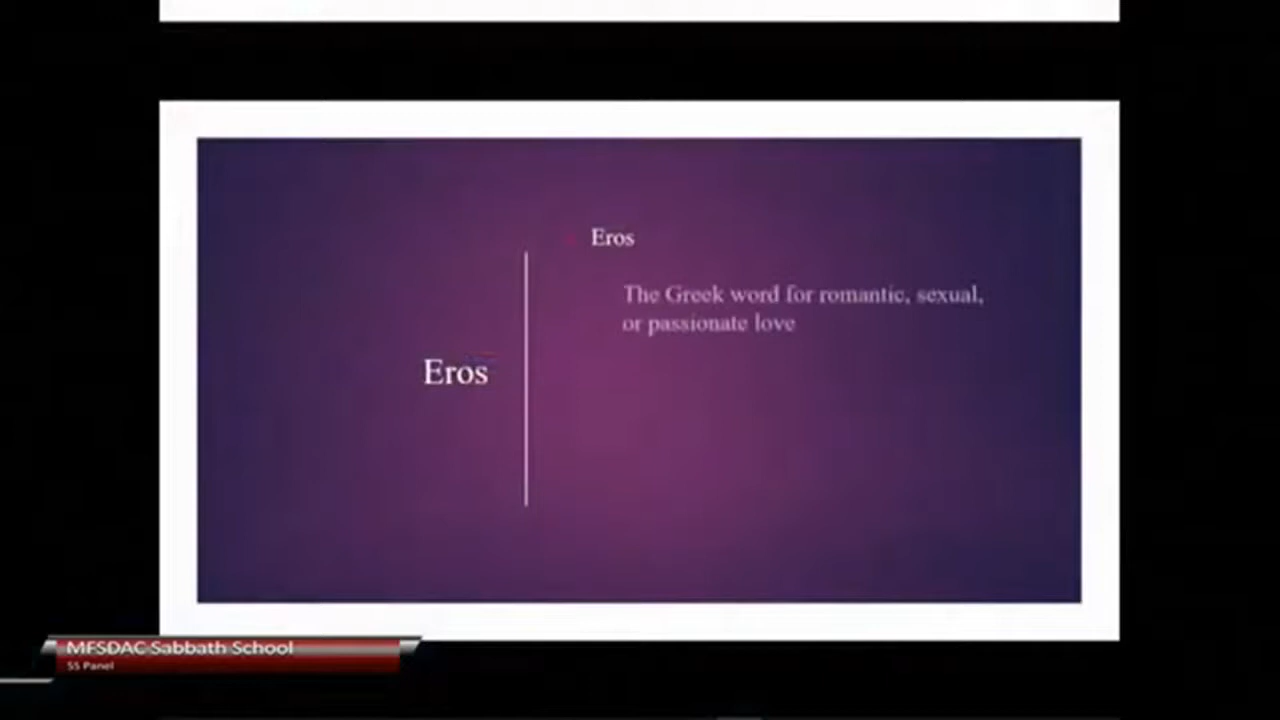 Eros
The Greek word for romantic, sexual,
or passionate love
Eros
MFSDAC Sabbath School
SS Panel